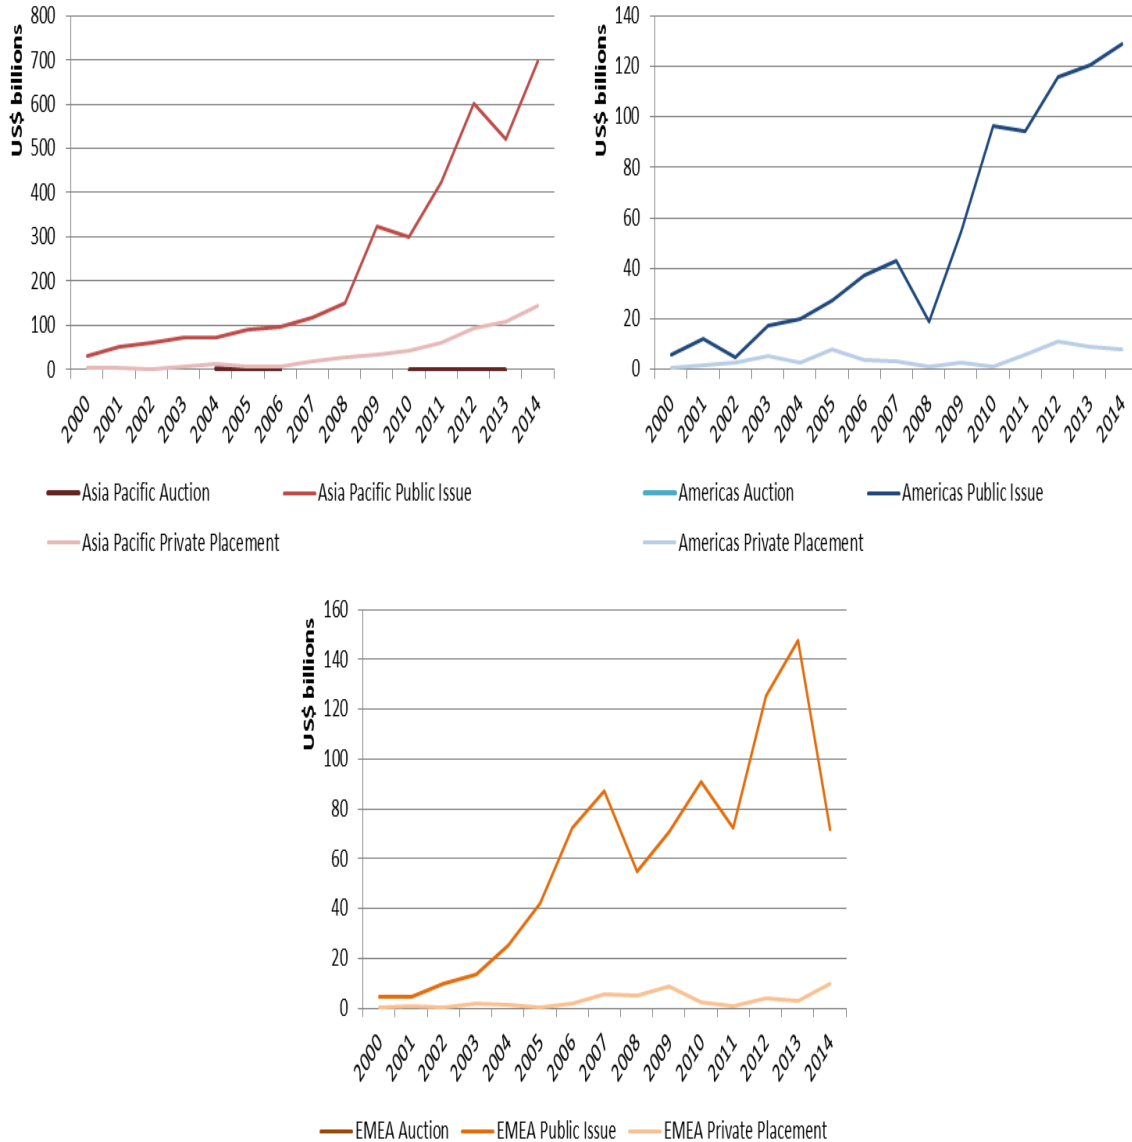 US$ billions
800
700
600
500
400
300
200
100
0
2000 2001 2002 2003 2004 2005 2006 2007 2008 2009 2010 2011 2012 2013 2014
Asia Pacific Auction Asia Pacific Public Issue
Asia Pacific Private Placement
US$ billions
140
120
100
80
60
40
20
0
2000 2001 2002 2003 2004 2005 2006 2007 2008 2009 2010 2011 2012 2013 2014
Americas Auction Americas Public Issue
Americas Private Placement
US$ billions
160
140
120
100
80
60
40
20
0
2000 2001 2002 2003 2004 2005 2006 2007 2008 2009 2010 2011 2012 2013 2014
EMEA Auction EMEA Public Issue EMEA Private Placement